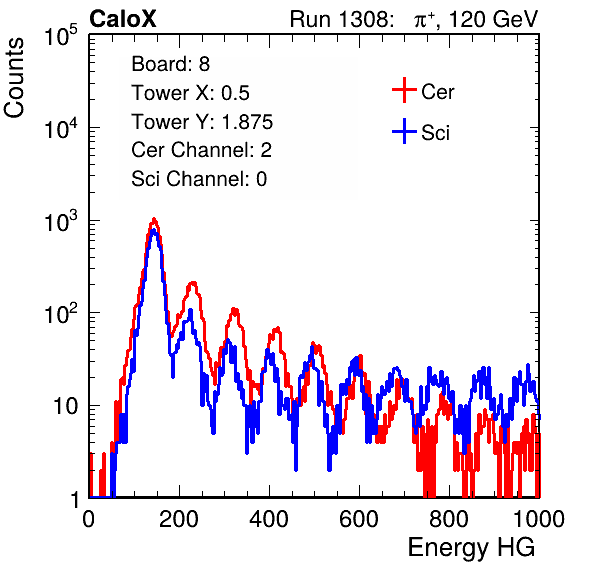 CaloX Run 1308: π⁺, 120 GeV
Counts
Board: 8
Tower X: 0.5
Tower Y: 1.875
Cer Channel: 2
Sci Channel: 0
Cer
Sci
10⁵
10⁴
10³
10²
10
1
0 200 400 600 800 1000
Energy HG